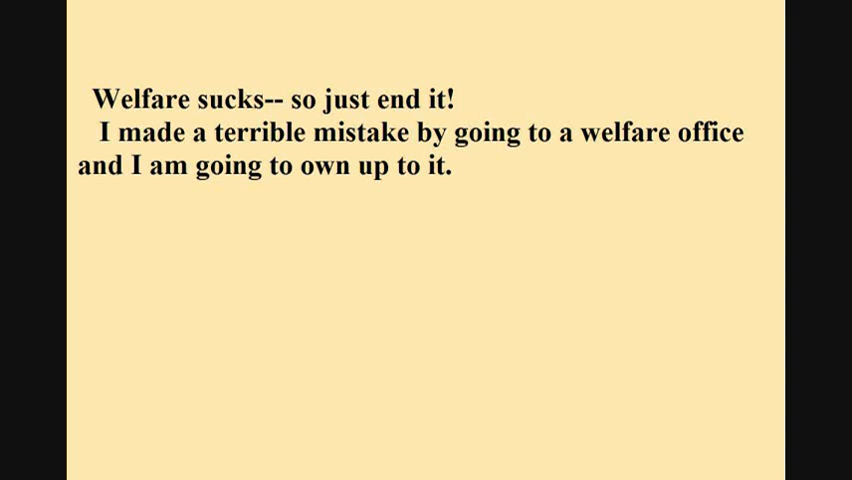 Welfare sucks-- so just end it!
I made a terrible mistake by going to a welfare office
and I am going to own up to it.